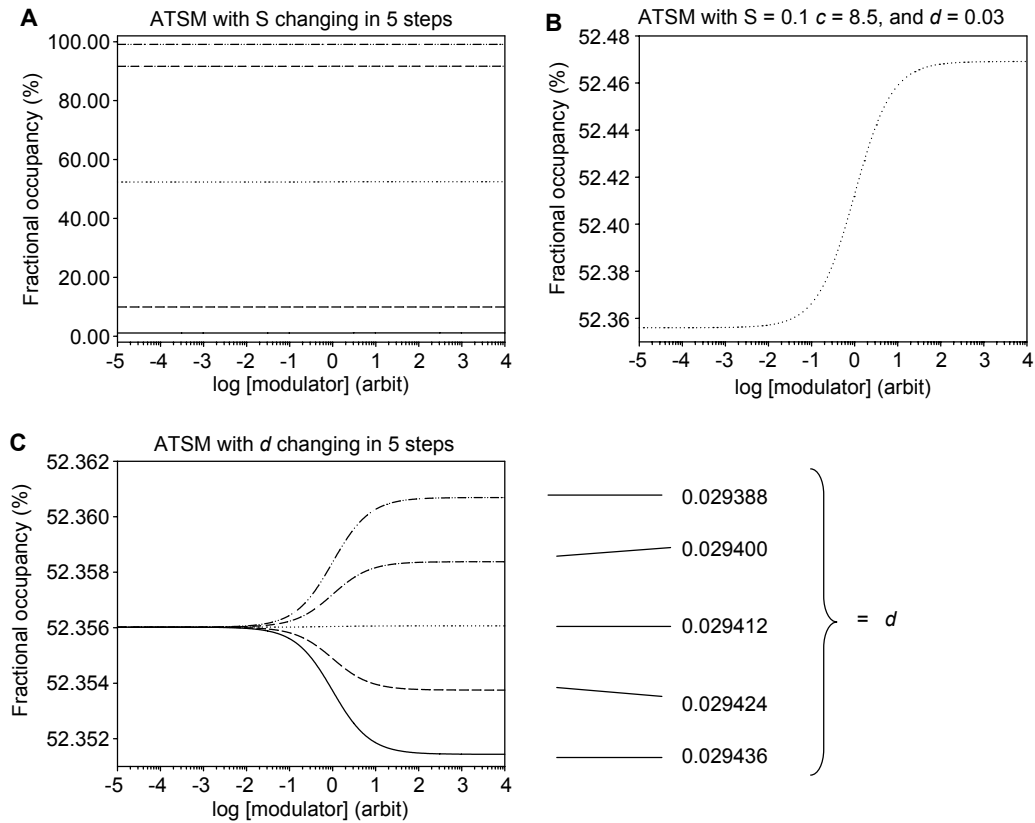 A
ATSM with S changing in 5 steps
100.00
80.00
60.00
40.00
20.00
0.00
Fractional occupancy (%)
-5 -4 -3 -2 -1 0 1 2 3 4
log [modulator] (arbit)
B
ATSM with S = 0.1 c = 8.5, and d = 0.03
52.48
52.46
52.44
52.42
52.40
52.38
52.36
Fractional occupancy (%)
-5 -4 -3 -2 -1 0 1 2 3 4
log [modulator] (arbit)
C
ATSM with d changing in 5 steps
52.362
52.360
52.358
52.356
52.354
52.352
Fractional occupancy (%)
-5 -4 -3 -2 -1 0 1 2 3 4
log [modulator] (arbit)
0.029388
0.029400
0.029412
0.029424
0.029436
= d